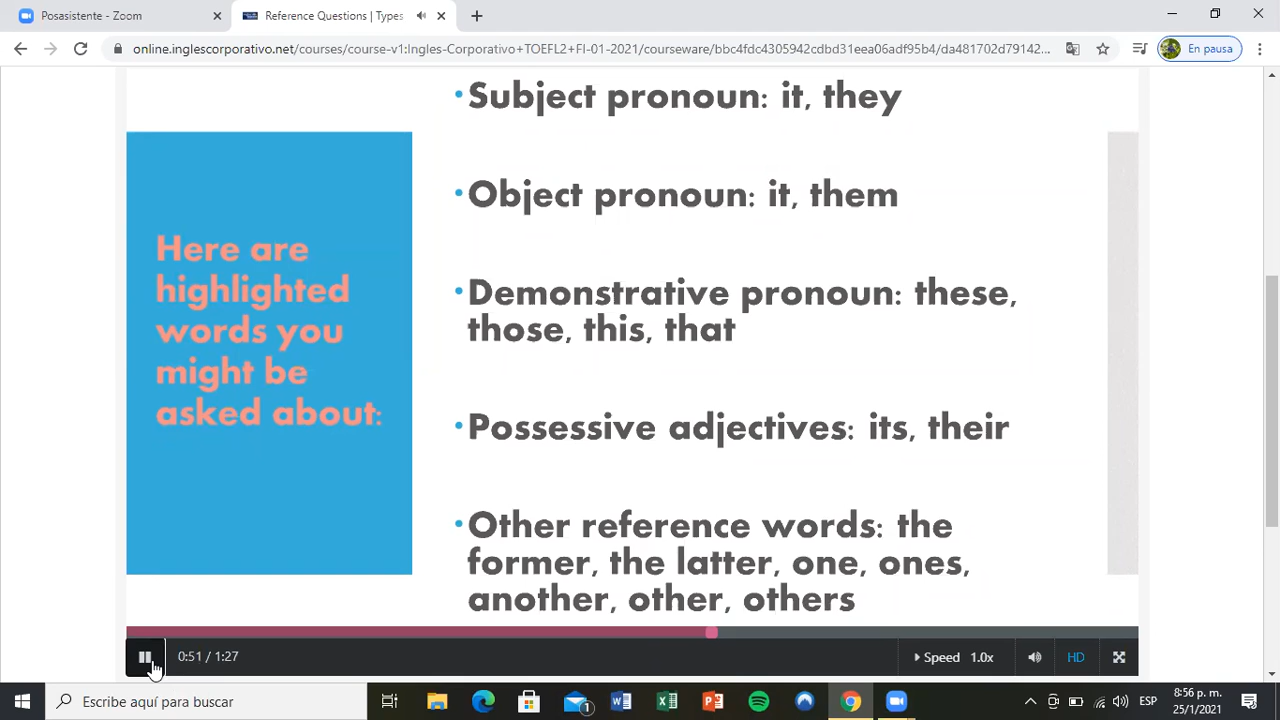 Posasistente - Zoom
Reference Questions | Types
online.inglescorporativo.net/courses/course-v1:Ingles-Corporativo+TOEFL2+FI-01-2021/courseware/bbc4fdc4305942cdbd31eea06adf95b4/da481702d79142...
En pausa
• Subject pronoun: it, they
• Object pronoun: it, them
• Demonstrative pronoun: these,
those, this, that
• Possessive adjectives: its, their
• Other reference words: the
former, the latter, one, ones,
another, other, others
Here are
highlighted
words you
might be
asked about:
0:51 / 1:27
Speed 1.0x
HD
Escribe aquí para buscar
1
ESP
8:56 p. m.
25/1/2021